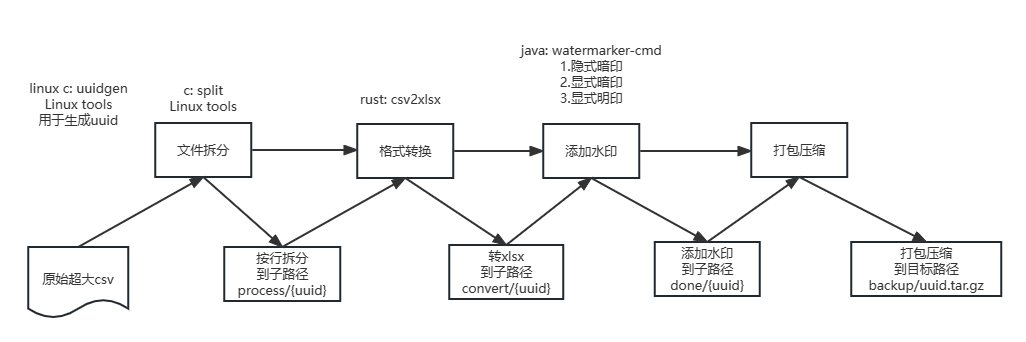 linux c: uuidgen
Linux tools
用于生成uuid
c: split
Linux tools
rust: csv2xlsx
java: watermarker-cmd
1.隐式暗印
2.显式暗印
3.显式明印
文件拆分
格式转换
添加水印
打包压缩
原始超大csv
按行拆分
到子路径
process/{uuid}
转xlsx
到子路径
convert/{uuid}
添加水印
到子路径
done/{uuid}
打包压缩
到目标路径
backup/uuid.tar.gz